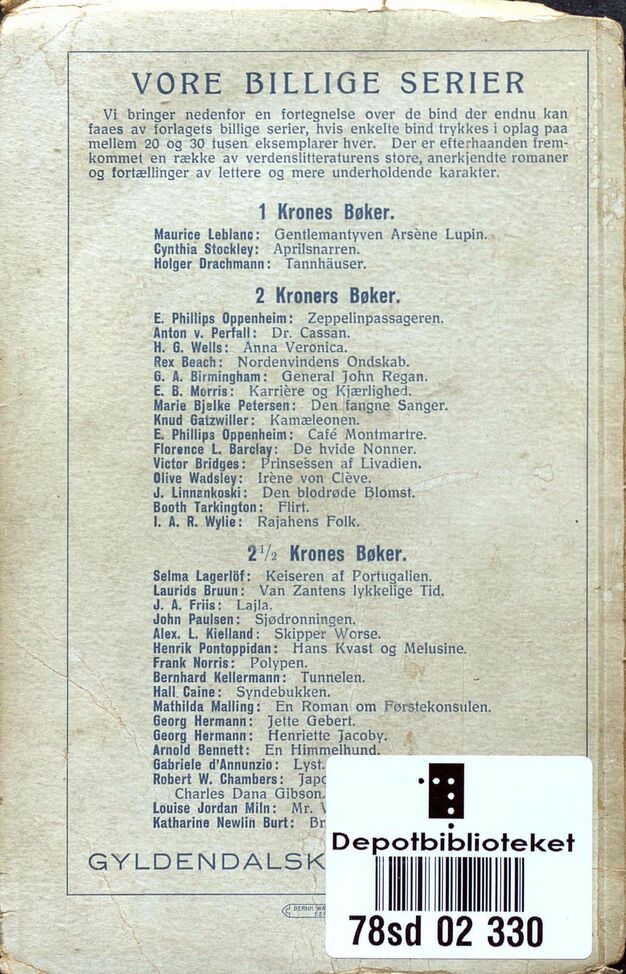 VORE BILLIGE SERIER
Vi bringer nedenfor en fortegnelse over de bind der endnu kan
faaes av forlagets billige serier, hvis enkelte bind trykkes i oplag paa
mellem 20 og 30 tusen eksemplarer hver. Der er efterhaanden frem-
kommet en række av verdenslitteraturens store, anerkjendte romaner
og fortællinger av lettere og mere underholdende karakter.
1 Krones Bøker.
Maurice Leblanc: Gentlemantyven Arsène Lupin.
Cynthia Stockley: Aprilsnarren.
Holger Drachmann: Tannhäuser.
2 Kroners Bøker.
E. Phillips Oppenheim: Zeppelinpassageren.
Anton v. Perfall: Dr. Cassan.
H. G. Wells: Anna Veronica.
Rex Beach: Nordenvindens Ondskab.
G. A. Birmingham: General John Regan.
E. B. Morris: Karrière og Kjærlighed.
Marie Bjelke Petersen: Den fangne Sanger.
Knud Gatzwiller: Kamæleonen.
E. Phillips Oppenheim: Café Montmartre.
Florence L. Barclay: De hvide Nonner.
Victor Bridges: Prinsessen af Livadien.
Olive Wadsley: Irène von Clève.
J. Linnankoski: Den blodrøde Blomst.
Booth Tarkington: Flirt.
I. A. R. Wylie: Rajahens Folk.
2 1/2 Krones Bøker.
Selma Lagerlöf: Keiseren af Portugalien.
Laurids Bruun: Van Zantens lykkelige Tid.
J. A. Friis: Lajla.
John Paulsen: Sjødronningen.
Alex. L. Kielland: Skipper Worse.
Henrik Pontoppidan: Hans Kvast og Melusine.
Frank Norris: Polypen.
Bernhard Kellermann: Tunnelen.
Hall Caine: Syndebukken.
Mathilda Malling: En Roman om Førstekonsulen.
Georg Hermann: Jette Gebert.
Georg Hermann: Henriette Jacoby.
Arnold Bennett: En Himmelhund.
Gabriele d'Annunzio: Lyst.
Robert W. Chambers: Jap
Charles Dana Gibson.
Louise Jordan Miln: Mr.
Katharine Newlin Burt: Br
GYLDENDALSK
Depotbiblioteket
78sd 02 330